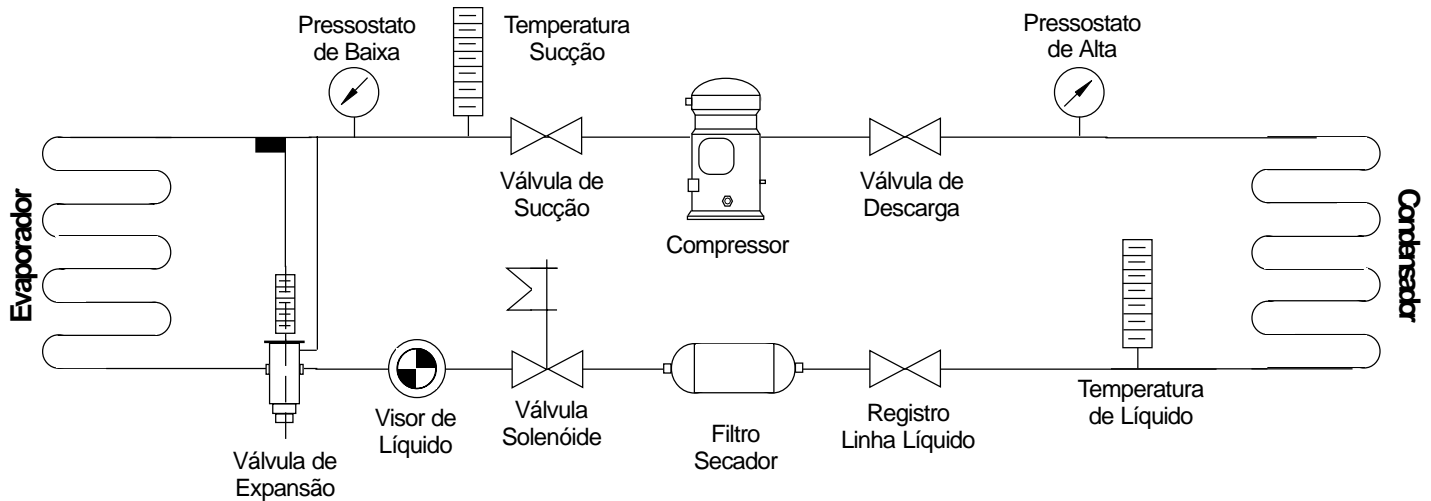 Pressostato
de Baixa
Temperatura
Sucção
Pressostato
de Alta
Evaporador
Válvula de
Sucção
Compressor
Válvula de
Descarga
Condensador
Visor de
Líquido
Válvula
Solenóide
Filtro
Secador
Registro
Linha Líquido
Temperatura
de Líquido
Válvula de
Expansão